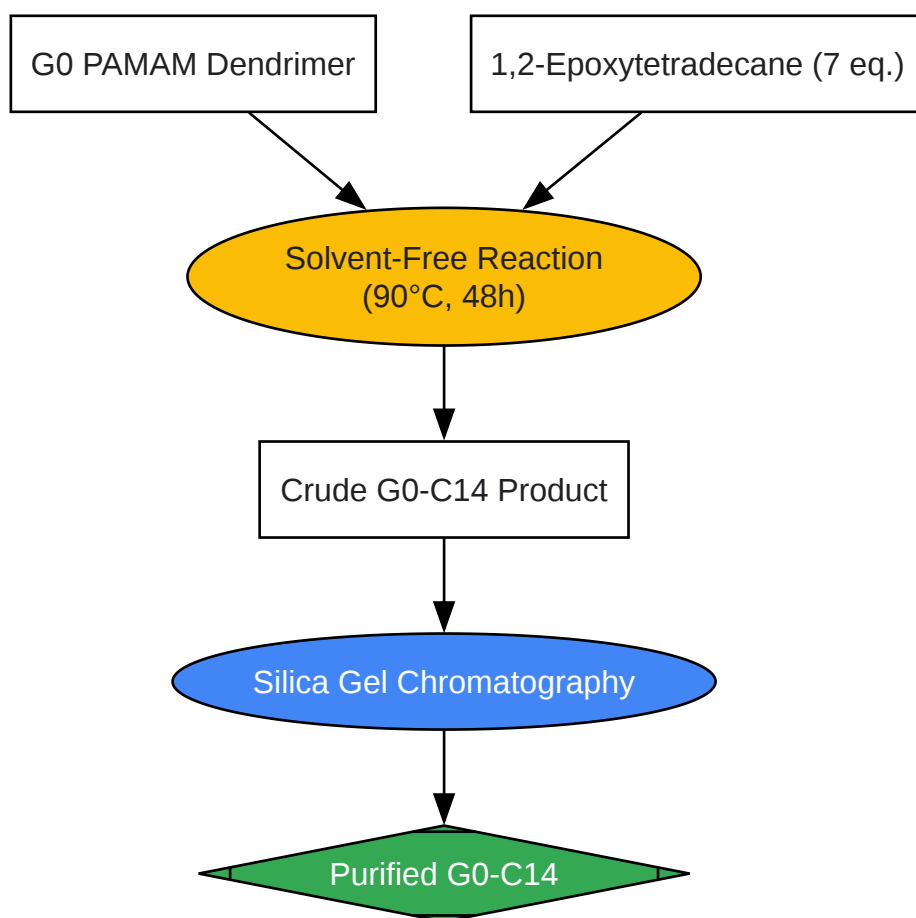 G0 PAMAM Dendrimer
1,2-Epoxytetradecane (7 eq.)
Solvent-Free Reaction
(90°C, 48h)
Crude G0-C14 Product
Silica Gel Chromatography
Purified G0-C14